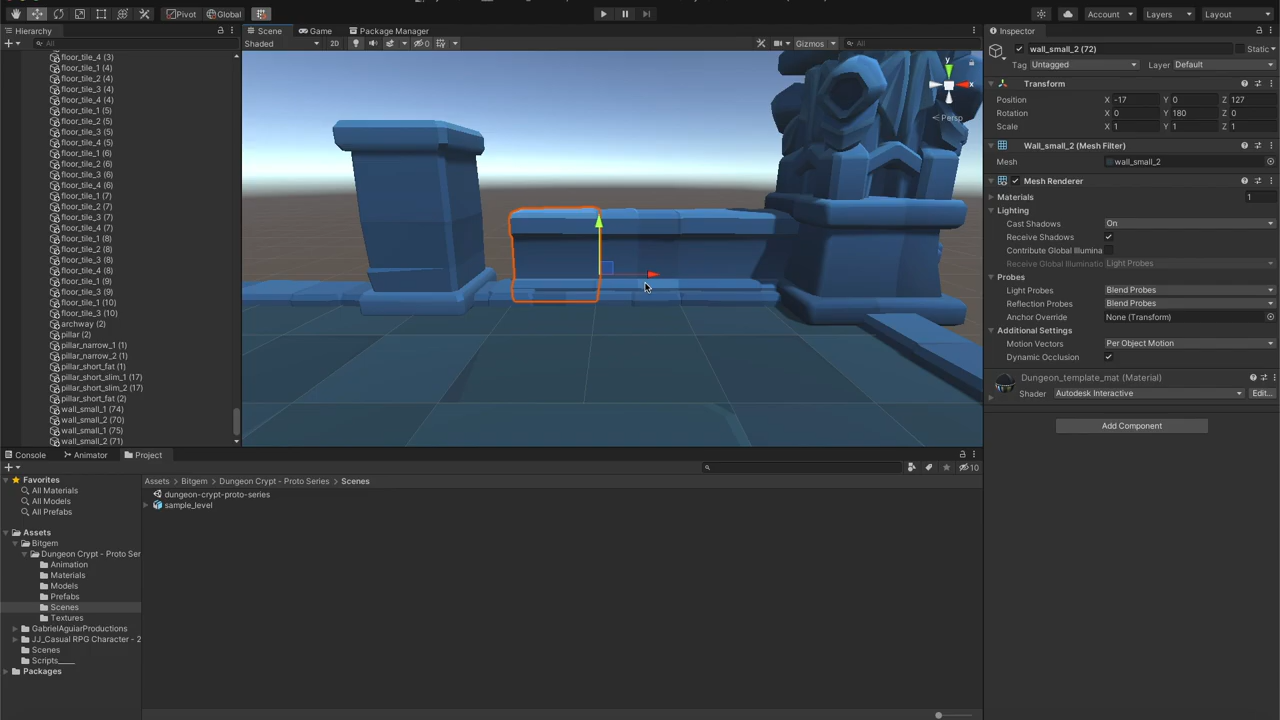 Pivot
Global
Account
Layers
Layout
Hierarchy
All
floor_tile_4 (3)
floor_tile_1 (4)
floor_tile_2 (4)
floor_tile_3 (4)
floor_tile_4 (4)
floor_tile_1 (5)
floor_tile_2 (5)
floor_tile_3 (5)
floor_tile_4 (5)
floor_tile_1 (6)
floor_tile_2 (6)
floor_tile_3 (6)
floor_tile_4 (6)
floor_tile_1 (7)
floor_tile_2 (7)
floor_tile_3 (7)
floor_tile_4 (7)
floor_tile_1 (8)
floor_tile_2 (8)
floor_tile_3 (8)
floor_tile_4 (8)
floor_tile_1 (9)
floor_tile_3 (9)
floor_tile_1 (10)
floor_tile_3 (10)
archway (2)
pillar (2)
pillar_narrow_1 (1)
pillar_narrow_2 (1)
pillar_short_fat (1)
pillar_short_slim_1 (17)
pillar_short_slim_2 (17)
pillar_short_fat (2)
wall_small_1 (74)
wall_small_2 (70)
wall_small_1 (75)
wall_small_2 (71)
Scene
Game
Package Manager
Shaded
2D
0
Gizmos
All
y
x
Persp
Inspector
wall_small_2 (72)
Static
Tag Untagged
Layer Default
Transform
Position X -17 Y 0 Z 127
Rotation X 0 Y 180 Z 0
Scale X 1 Y 1 Z 1
Wall_small_2 (Mesh Filter)
Mesh wall_small_2
Mesh Renderer
Materials 1
Lighting
Cast Shadows On
Receive Shadows
Contribute Global Illumina
Receive Global Illuminatic Light Probes
Probes
Light Probes Blend Probes
Reflection Probes Blend Probes
Anchor Override None (Transform)
Additional Settings
Motion Vectors Per Object Motion
Dynamic Occlusion
Dungeon_template_mat (Material)
Shader Autodesk Interactive Edit...
Add Component
Console
Animator
Project
10
Favorites
All Materials
All Models
All Prefabs
Assets
Bitgem
Dungeon Crypt - Proto Ser
Animation
Materials
Models
Prefabs
Scenes
Textures
GabrielAguiarProductions
JJ_Casual RPG Character - 2
Scenes
Scripts____
Packages
Assets
Bitgem
Dungeon Crypt - Proto Series
Scenes
dungeon-crypt-proto-series
sample_level